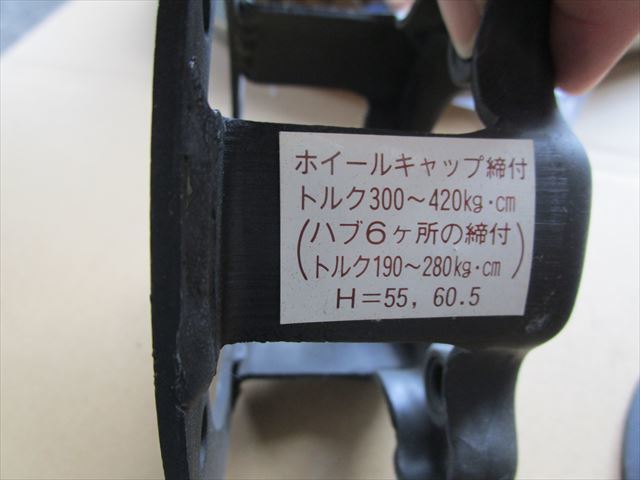 ホイールキャップ締付
トルク300～420kg·cm
(ハブ6ヶ所の締付
トルク190～280kg·cm)
H=55, 60.5